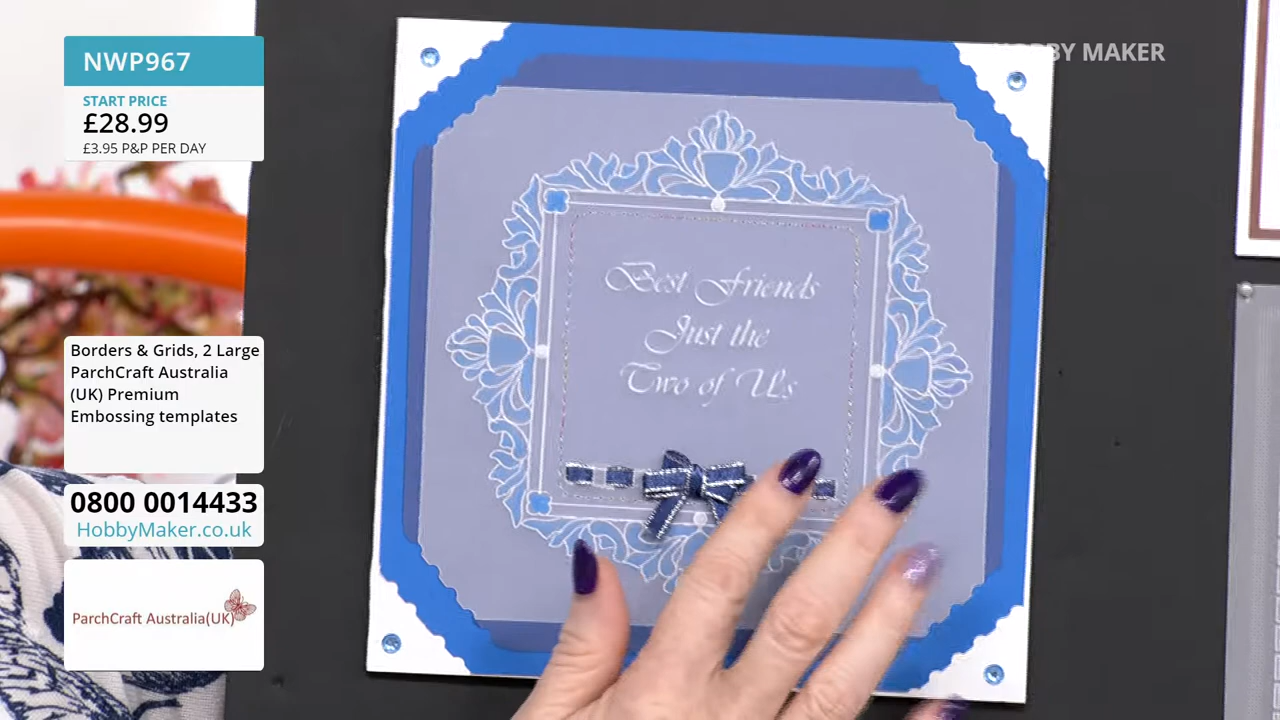 NWP967
START PRICE
£28.99
£3.95 P&P PER DAY
Borders & Grids, 2 Large
ParchCraft Australia
(UK) Premium
Embossing templates
0800 0014433
HobbyMaker.co.uk
ParchCraft Australia(UK)
HOBBY MAKER
Best Friends
Just the
Two of Us